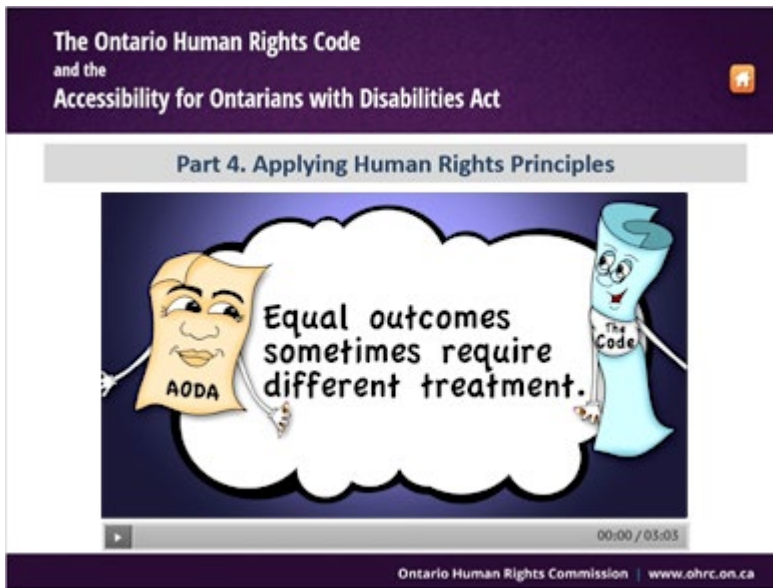 The Ontario Human Rights Code
and the
Accessibility for Ontarians with Disabilities Act
Part 4. Applying Human Rights Principles
Equal outcomes
sometimes require
different treatment.
AODA
The
Code
00:00 / 03:03
Ontario Human Rights Commission | www.ohrc.on.ca